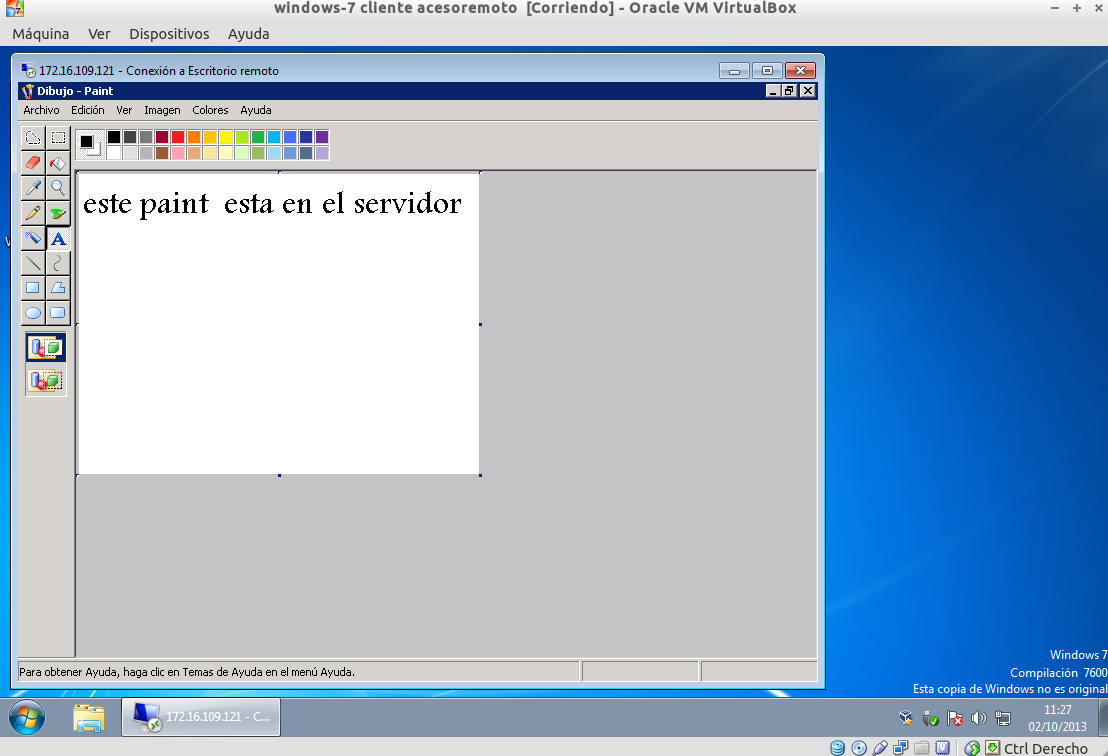 windows-7 cliente acesoremoto [Corriendo] - Oracle VM VirtualBox
Máquina Ver Dispositivos Ayuda
172.16.109.121 - Conexión a Escritorio remoto
Dibujo - Paint
Archivo Edición Ver Imagen Colores Ayuda
este paint esta en el servidor
A
Para obtener Ayuda, haga clic en Temas de Ayuda en el menú Ayuda.
Windows 7
Compilación 7600
Esta copia de Windows no es original
172.16.109.121 - C...
11:27
02/10/2013
Ctrl Derecho